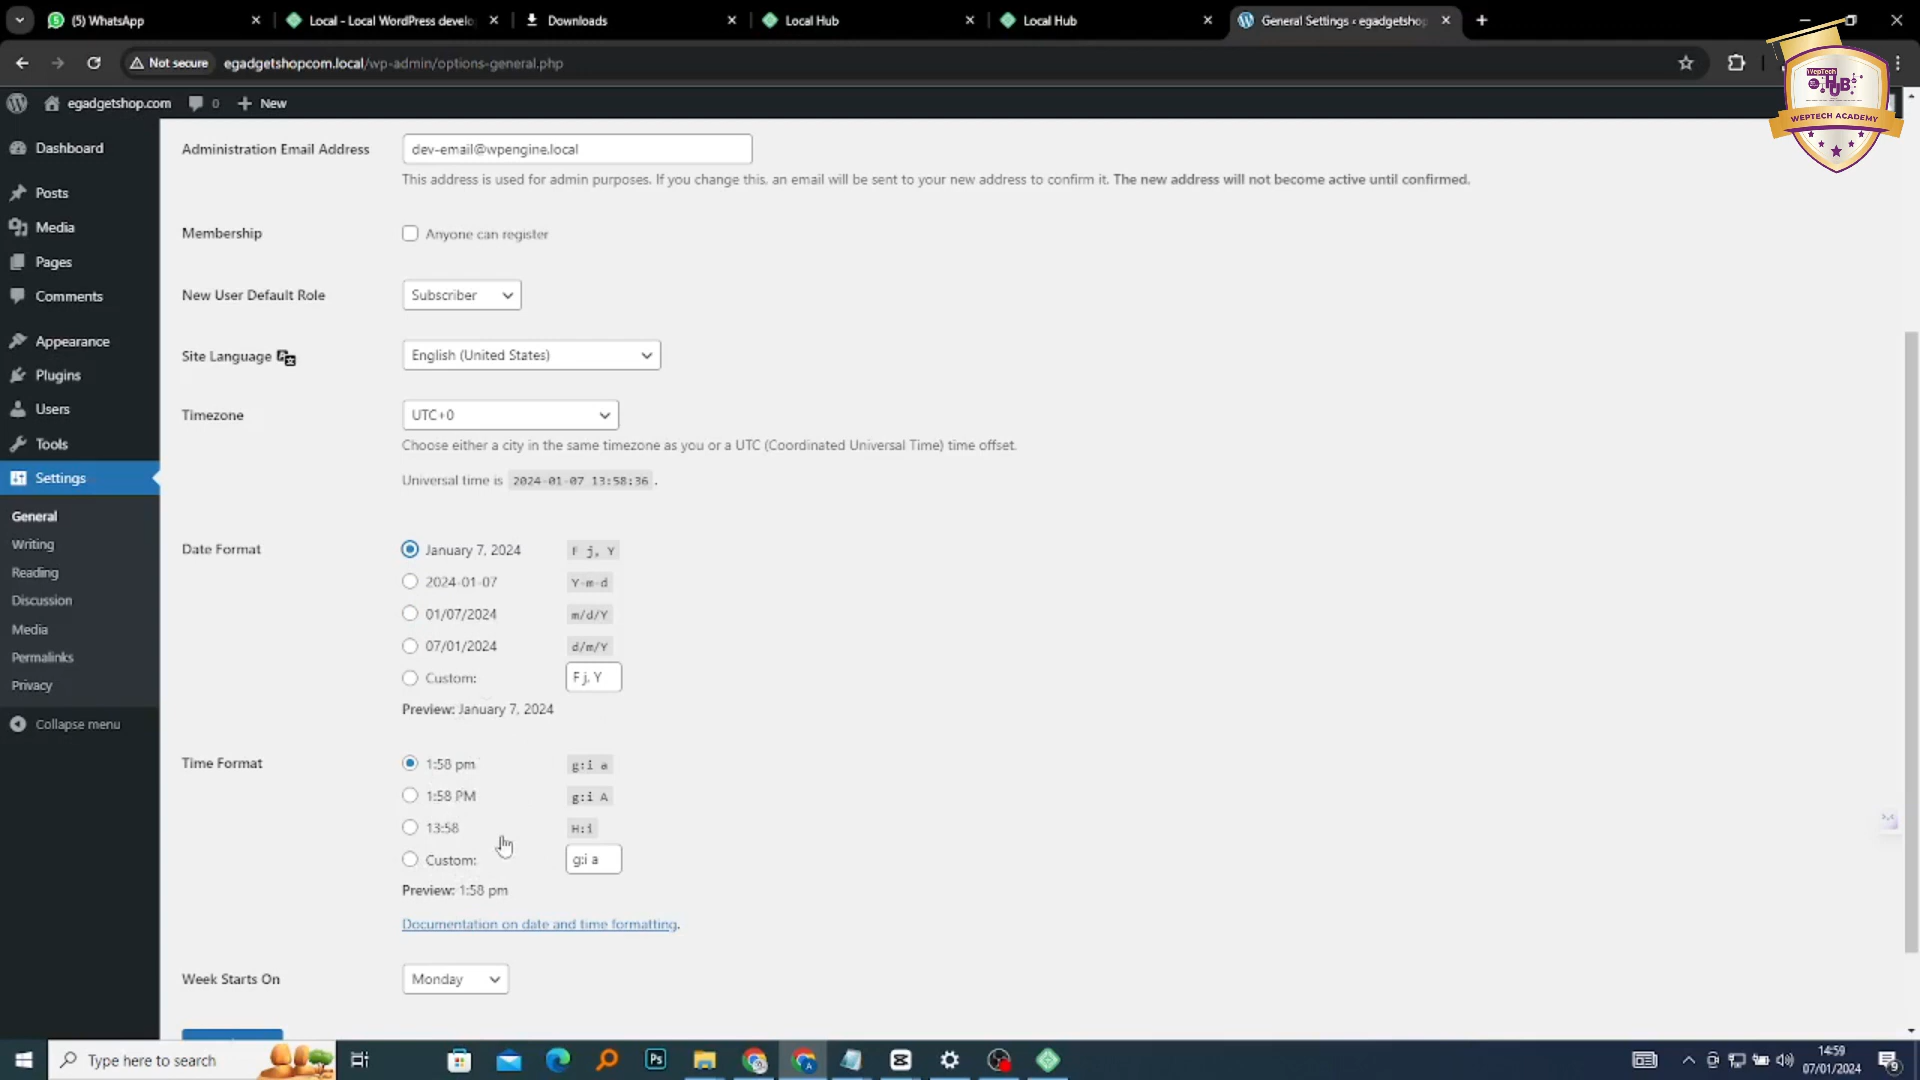 (5) WhatsApp
Local - Local WordPress develo
Downloads
Local Hub
Local Hub
General Settings ‹ egadgetshop
Not secure
egadgetshopcom.local/wp-admin/options-general.php
egadgetshop.com
0
New
WepTech
HUB
WEPTECH ACADEMY
Dashboard
Posts
Media
Pages
Comments
Appearance
Plugins
Users
Tools
Settings
General
Writing
Reading
Discussion
Media
Permalinks
Privacy
Collapse menu
Administration Email Address
dev-email@wpengine.local
This address is used for admin purposes. If you change this, an email will be sent to your new address to confirm it. The new address will not become active until confirmed.
Membership
Anyone can register
New User Default Role
Subscriber
Site Language
English (United States)
Timezone
UTC+0
Choose either a city in the same timezone as you or a UTC (Coordinated Universal Time) time offset.
Universal time is 2024-01-07 13:58:36 .
Date Format
January 7, 2024 F j, Y
2024-01-07 Y-m-d
01/07/2024 m/d/Y
07/01/2024 d/m/Y
Custom: F j, Y
Preview: January 7, 2024
Time Format
1:58 pm g:i a
1:58 PM g:i A
13:58 H:i
Custom: g:i a
Preview: 1:58 pm
Documentation on date and time formatting.
Week Starts On
Monday
Type here to search
Ps
14:59
07/01/2024
9